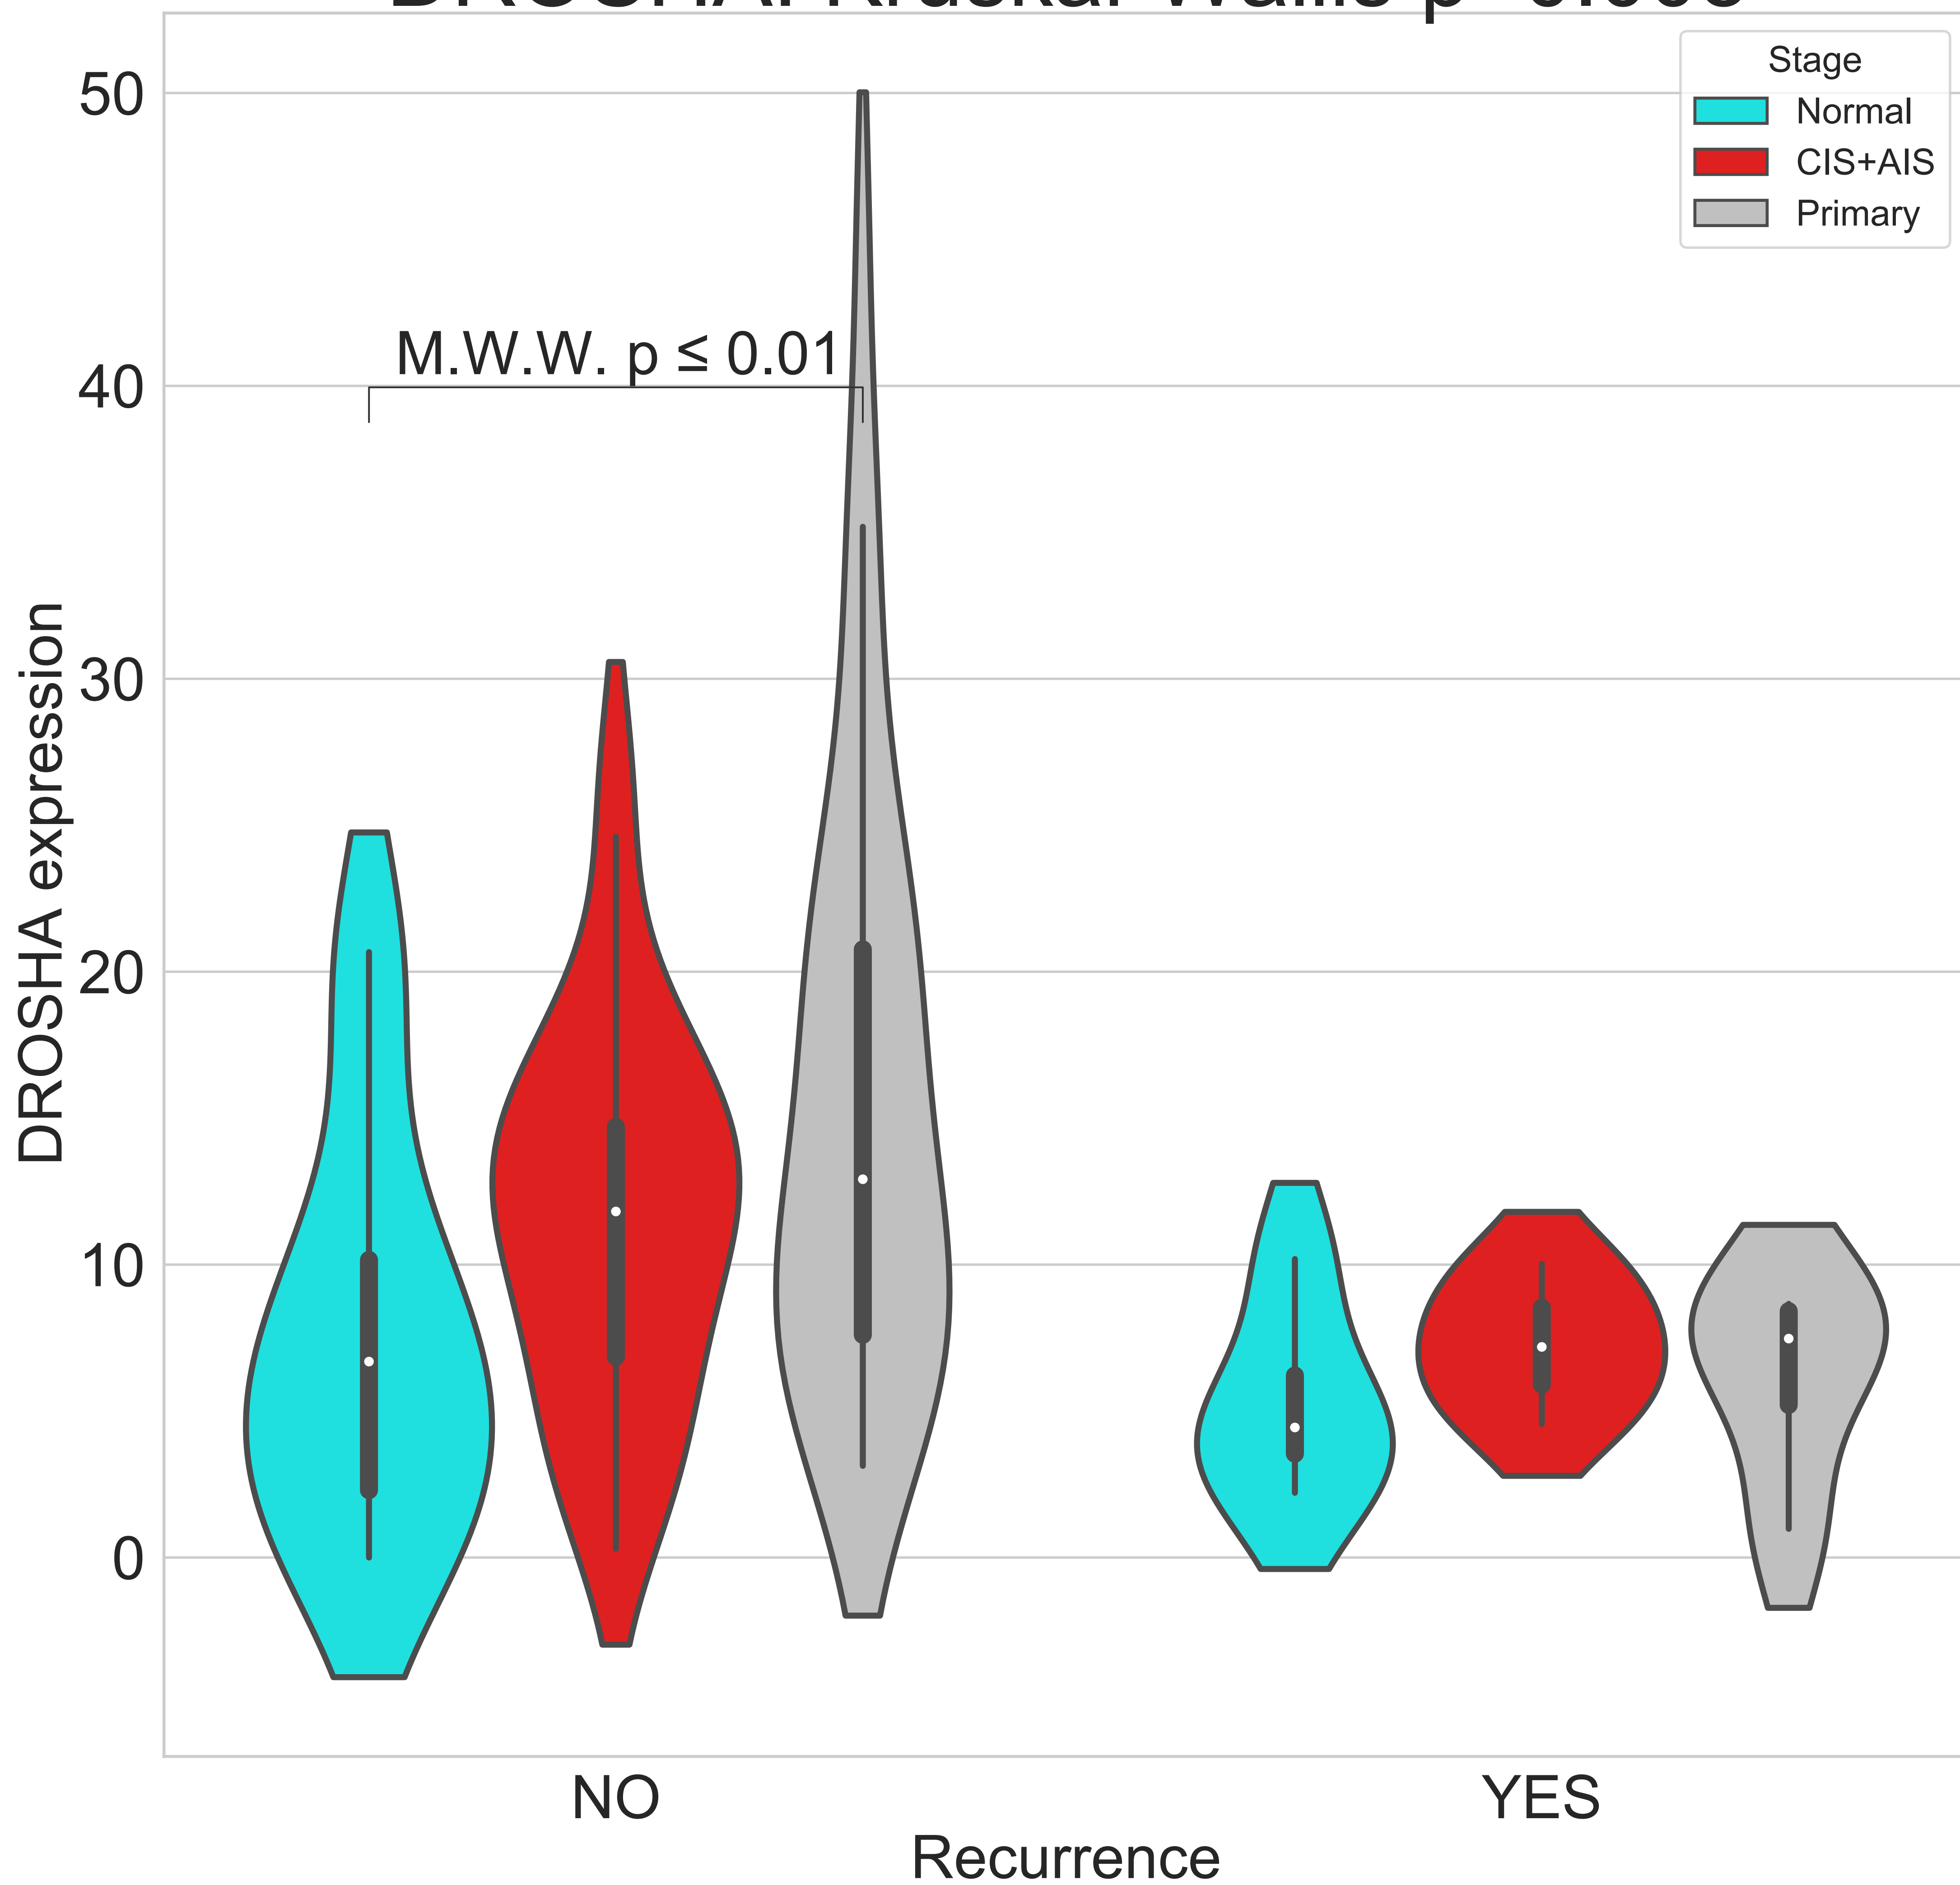 Stage
Normal
CIS+AIS
Primary
M.W.W. p ≤ 0.01
50
40
30
20
10
0
DROSHA expression
NO
YES
Recurrence